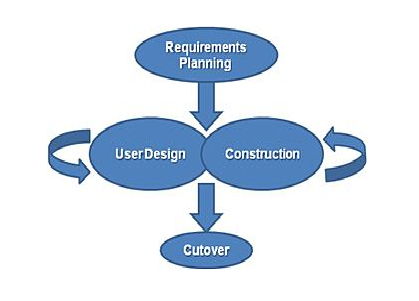 Requirements
Planning
User Design
Construction
Cutover